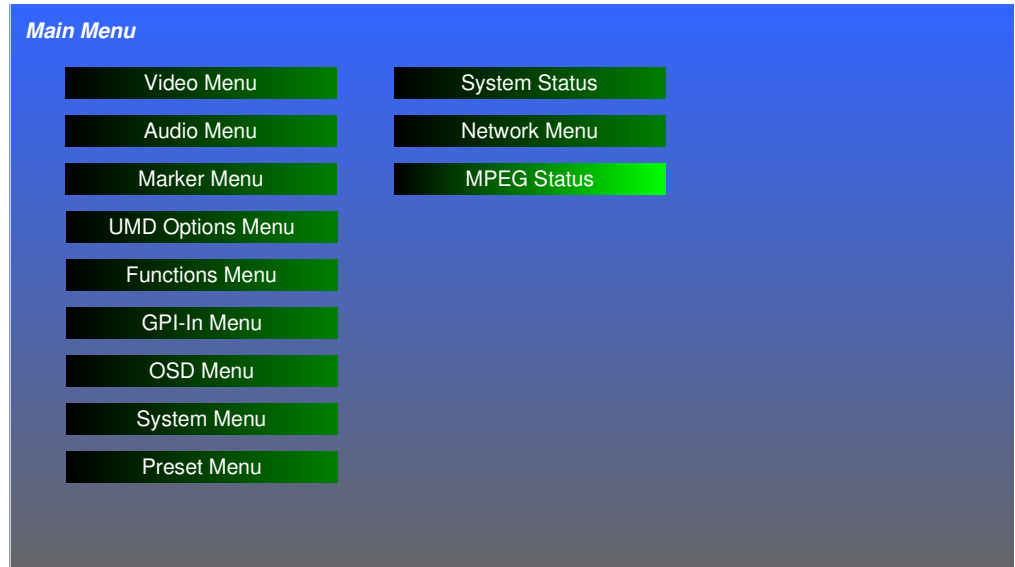 Main Menu
Video Menu
Audio Menu
Marker Menu
UMD Options Menu
Functions Menu
GPI-In Menu
OSD Menu
System Menu
Preset Menu
System Status
Network Menu
MPEG Status